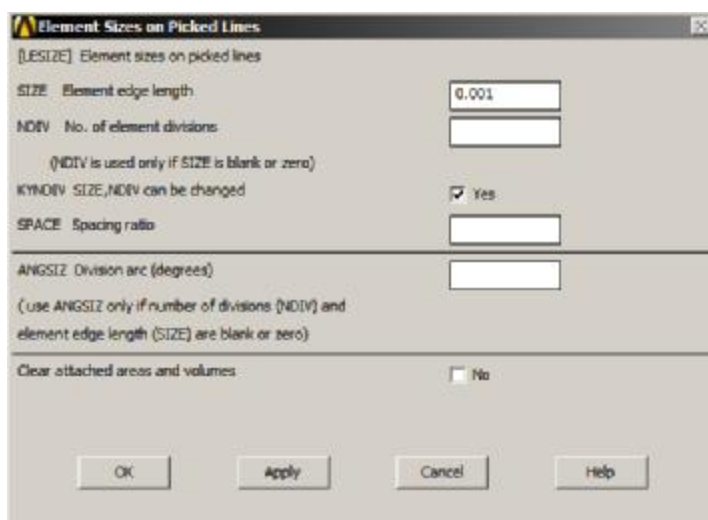 Element Sizes on Picked Lines
[LESIZE] Element sizes on picked lines
SIZE Element edge length 0.001
NDIV No. of element divisions
(NDIV is used only if SIZE is blank or zero)
KYNDIV SIZE,NDIV can be changed Yes
SPACE Spacing ratio
ANGSIZ Division arc (degrees)
( use ANGSIZ only if number of divisions (NDIV) and
element edge length (SIZE) are blank or zero)
Clear attached areas and volumes No
OK Apply Cancel Help